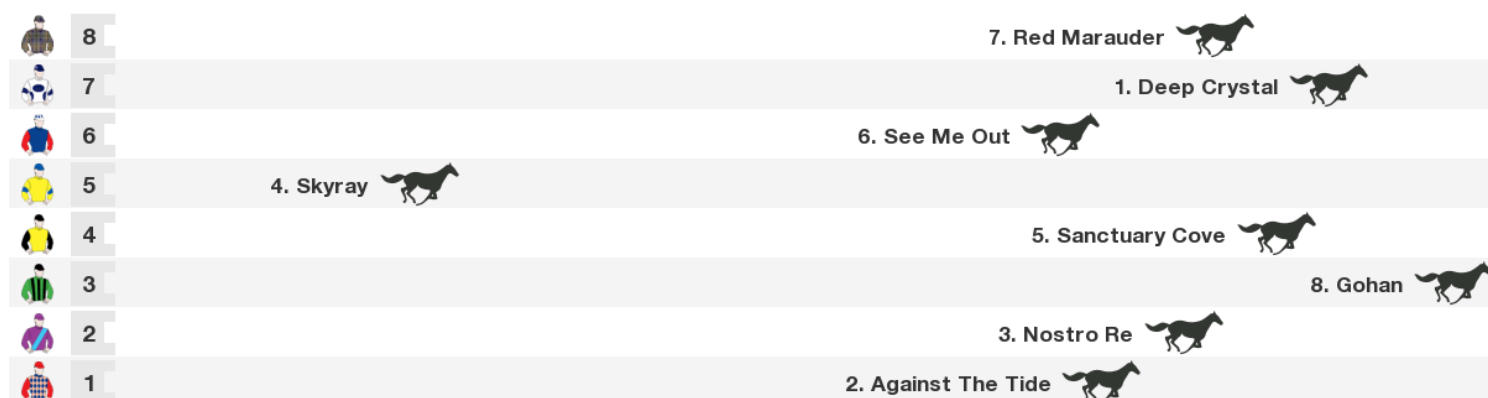 8 7. Red Marauder
7 1. Deep Crystal
6 6. See Me Out
5 4. Skyray
4 5. Sanctuary Cove
3 8. Gohan
2 3. Nostro Re
1 2. Against The Tide